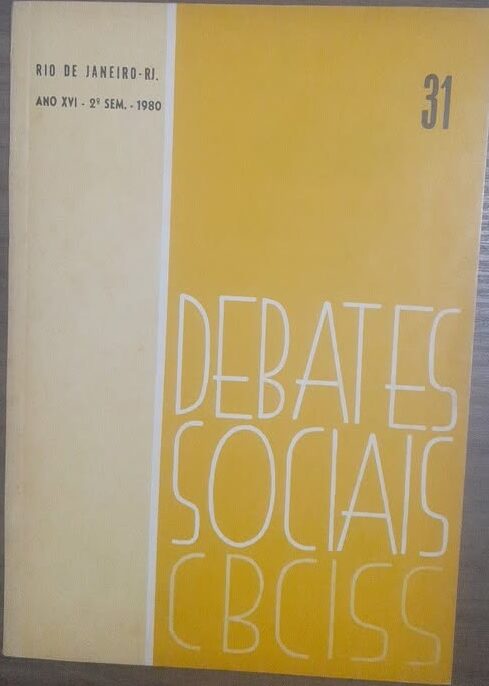 RIO DE JANEIRO-RJ.
ANO XVI - 2º SEM. - 1980
31
DEBATES
SOCIAIS
CBCISS